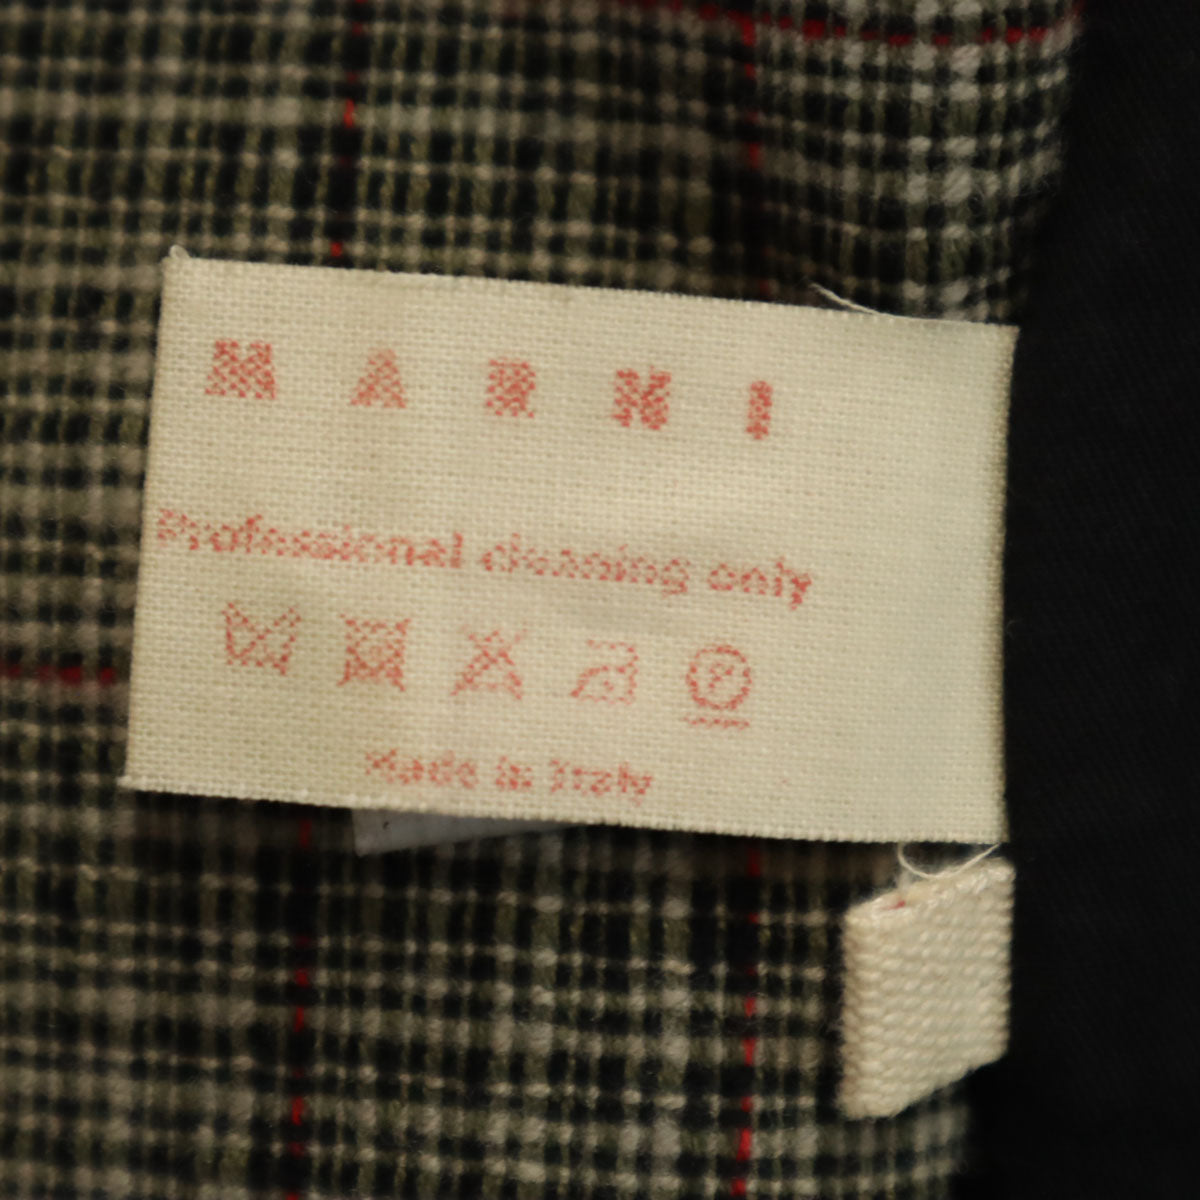 MARNI
Professional cleaning only
P
Made in Italy